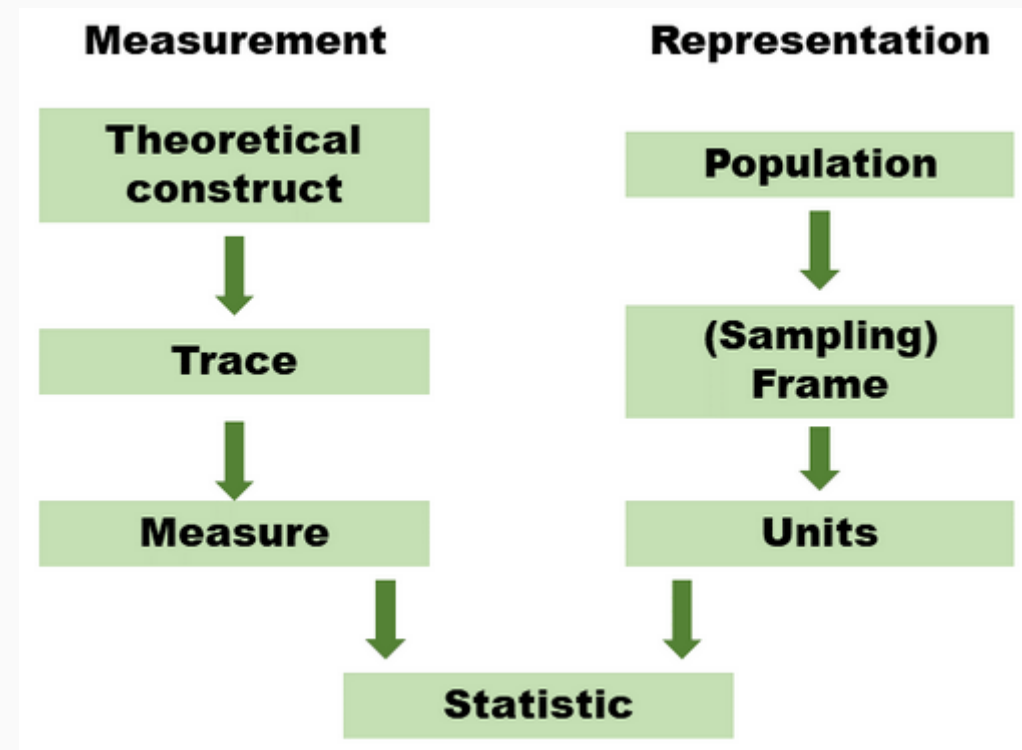 Measurement
Representation
Theoretical
construct
Population
Trace
(Sampling)
Frame
Measure
Units
Statistic